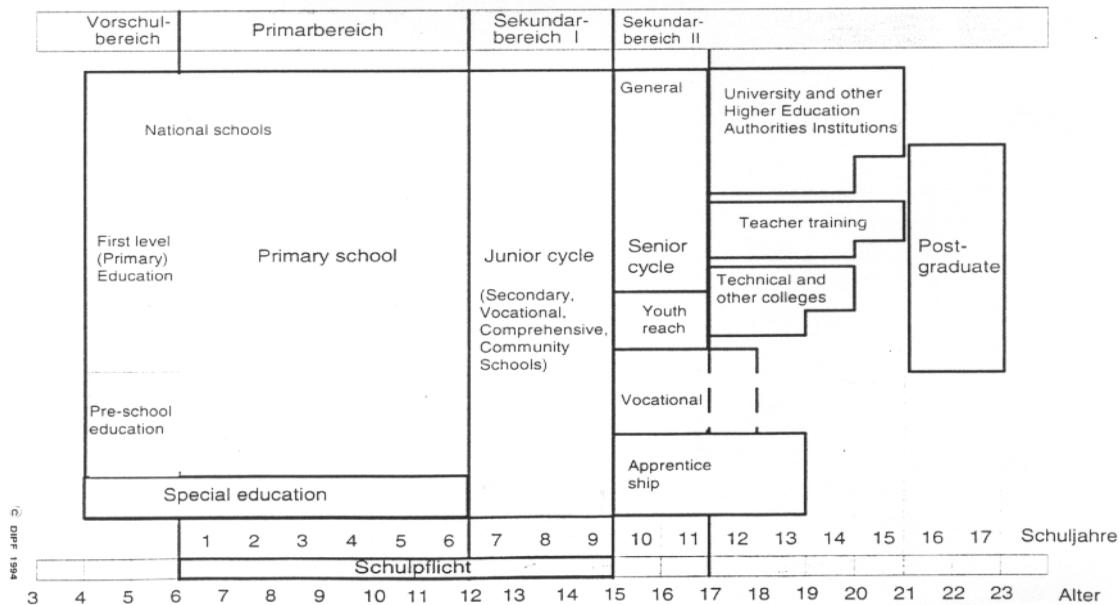 Vorschul-
bereich
Primarbereich
Sekundar-
bereich I
Sekundar-
bereich II
National schools
First level
(Primary)
Education
Pre-school
education
Primary school
Special education
Junior cycle
(Secondary,
Vocational,
Comprehensive,
Community
Schools)
General
Senior
cycle
Youth
reach
Vocational
Apprentice
ship
University and other
Higher Education
Authorities Institutions
Teacher training
Technical and
other colleges
Post-
graduate
1 2 3 4 5 6 7 8 9 10 11 12 13 14 15 16 17 Schuljahre
Schulpflicht
3 4 5 6 7 8 9 10 11 12 13 14 15 16 17 18 19 20 21 22 23 Alter
© DIPF 1994